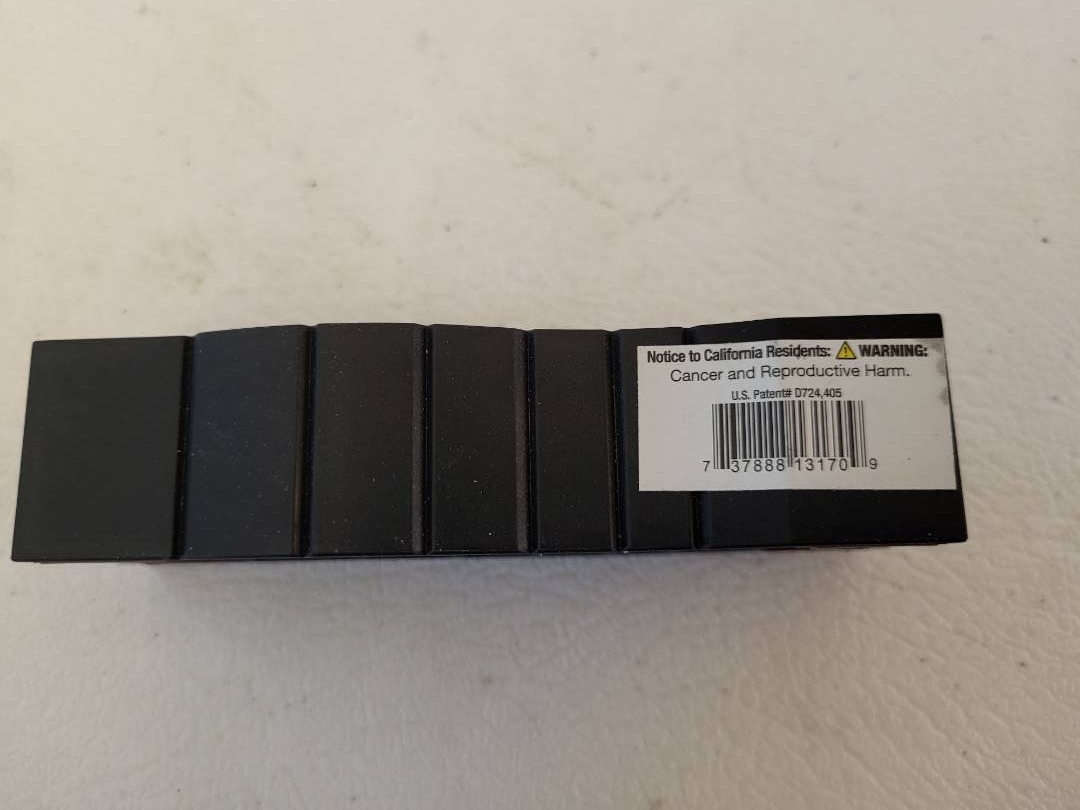 Notice to California Residents: ⚠ WARNING:
Cancer and Reproductive Harm.
U.S. Patent# D724,405
7 37888 13170 9